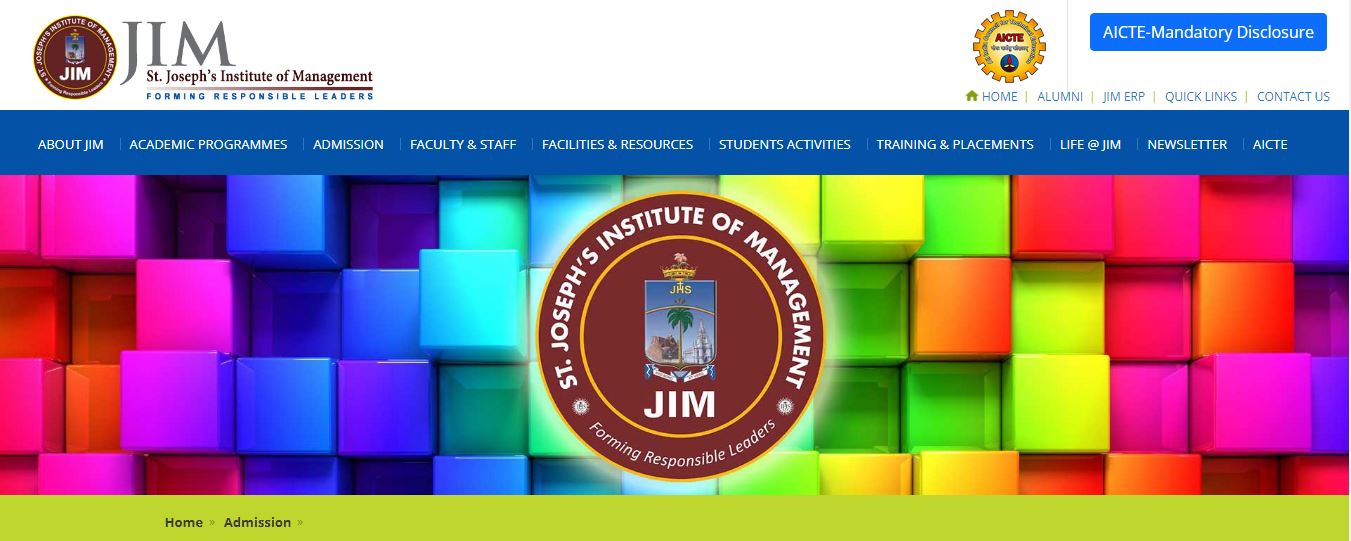 ST. JOSEPH'S INSTITUTE OF MANAGEMENT
JIM
Forming Responsible Leaders
JIM
St. Joseph's Institute of Management
FORMING RESPONSIBLE LEADERS
AICTE
AICTE-Mandatory Disclosure
HOME | ALUMNI | JIM ERP | QUICK LINKS | CONTACT US
ABOUT JIM | ACADEMIC PROGRAMMES | ADMISSION | FACULTY & STAFF | FACILITIES & RESOURCES | STUDENTS ACTIVITIES | TRAINING & PLACEMENTS | LIFE @ JIM | NEWSLETTER | AICTE
ST. JOSEPH'S INSTITUTE OF MANAGEMENT
JHS
JIM
Forming Responsible Leaders
Home » Admission »